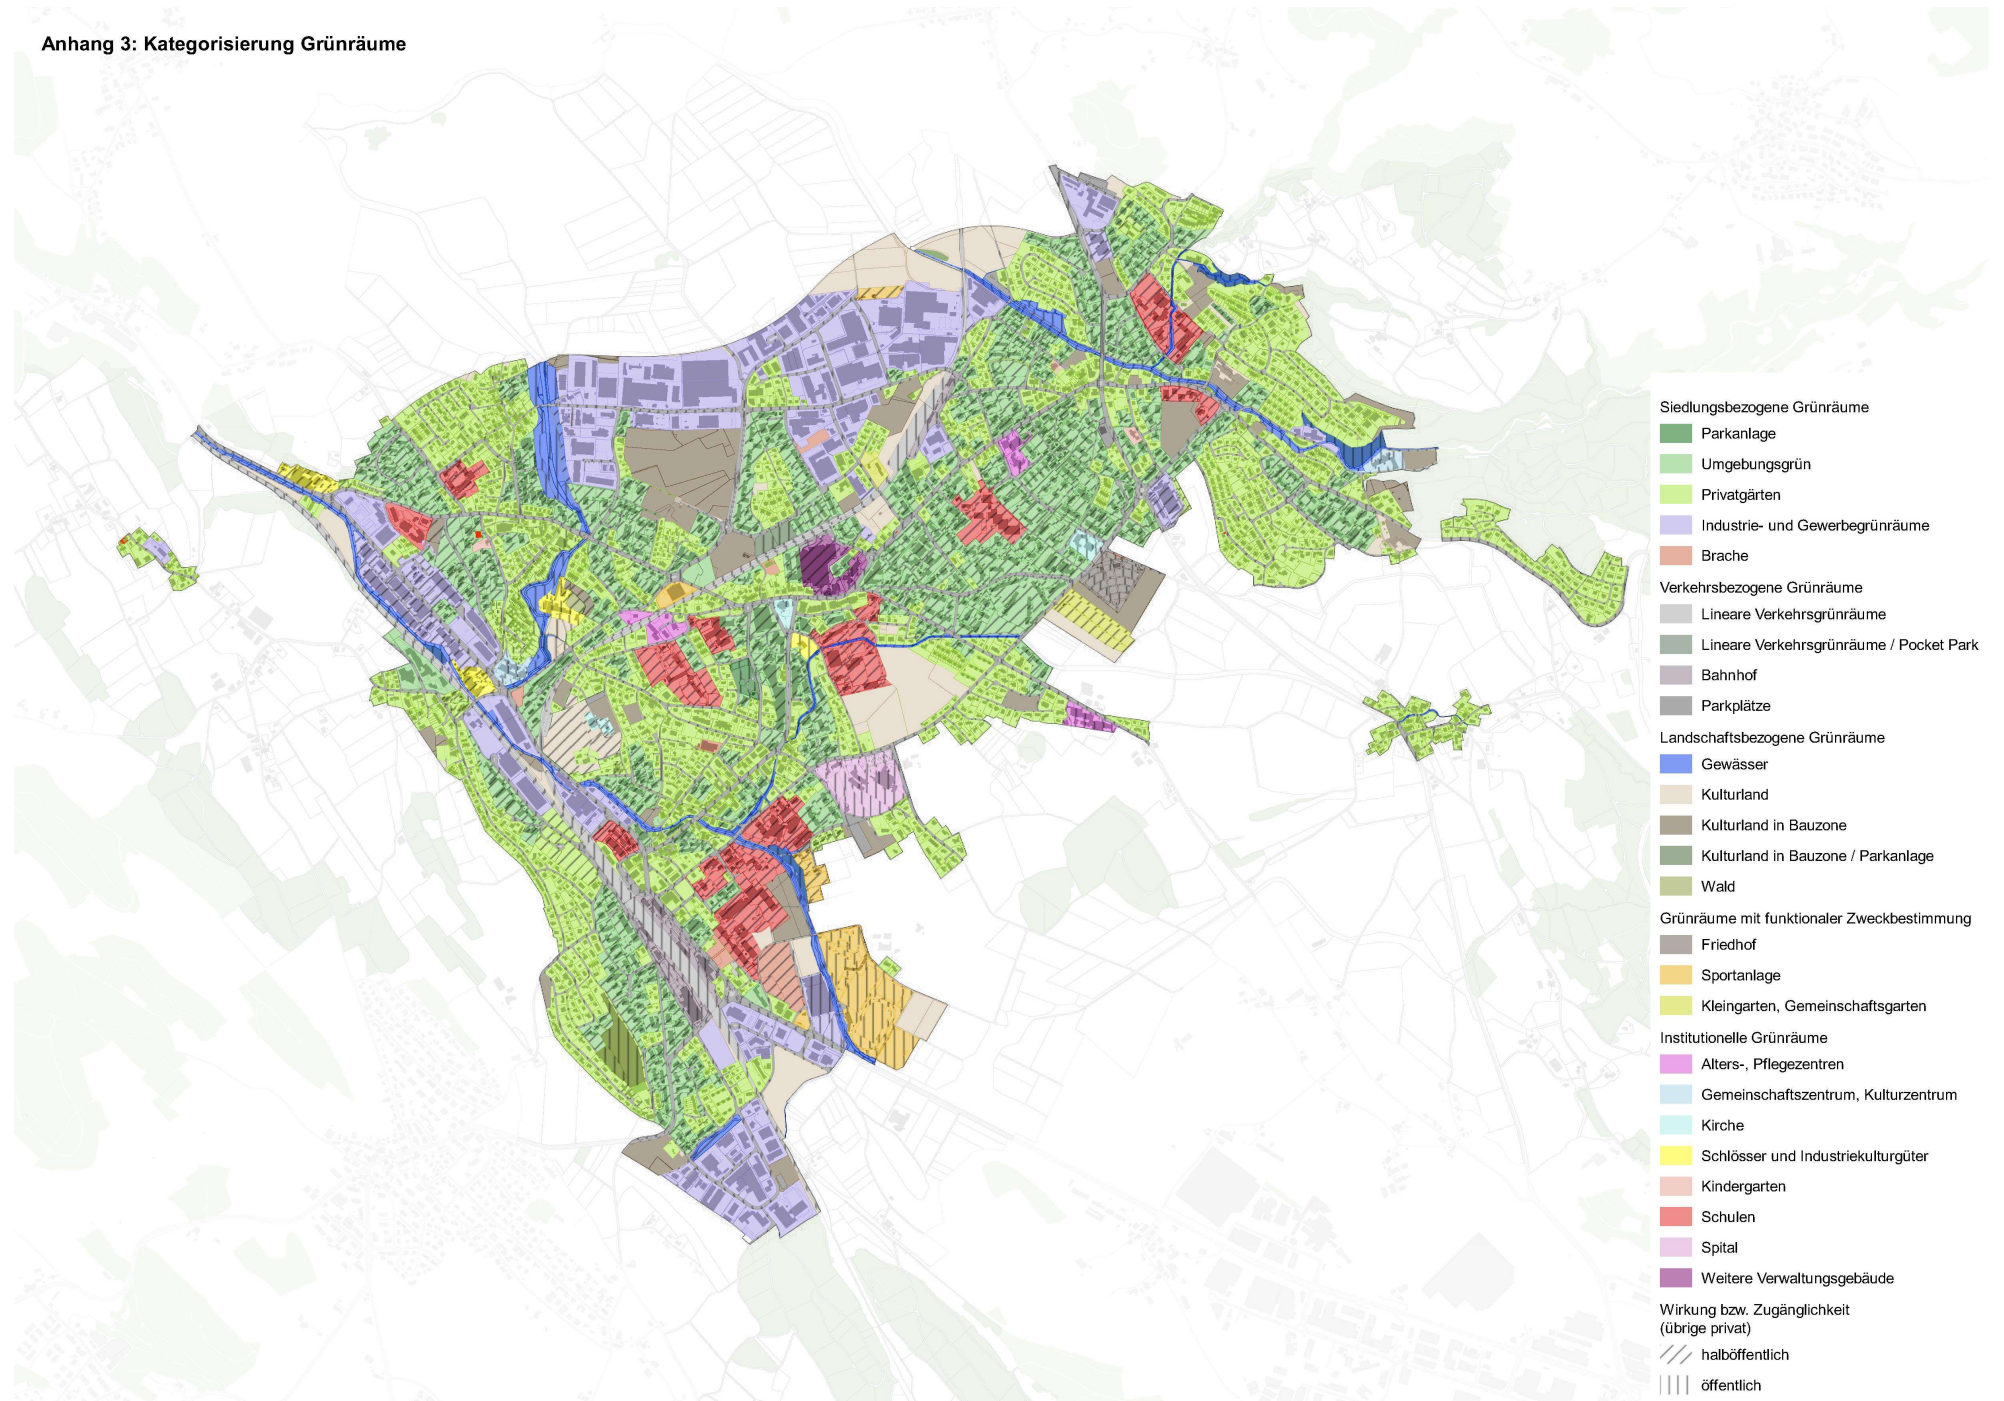 Anhang 3: Kategorisierung Grünräume
Siedlungsbezogene Grünräume
Parkanlage
Umgebungsgrün
Privatgärten
Industrie- und Gewerbegrünräume
Brache
Verkehrsbezogene Grünräume
Lineare Verkehrsgrünräume
Lineare Verkehrsgrünräume / Pocket Park
Bahnhof
Parkplätze
Landschaftsbezogene Grünräume
Gewässer
Kulturland
Kulturland in Bauzone
Kulturland in Bauzone / Parkanlage
Wald
Grünräume mit funktionaler Zweckbestimmung
Friedhof
Sportanlage
Kleingarten, Gemeinschaftsgarten
Institutionelle Grünräume
Alters-, Pflegezentren
Gemeinschaftszentrum, Kulturzentrum
Kirche
Schlösser und Industriekulturgüter
Kindergarten
Schulen
Spital
Weitere Verwaltungsgebäude
Wirkung bzw. Zugänglichkeit
(übrige privat)
halböffentlich
öffentlich